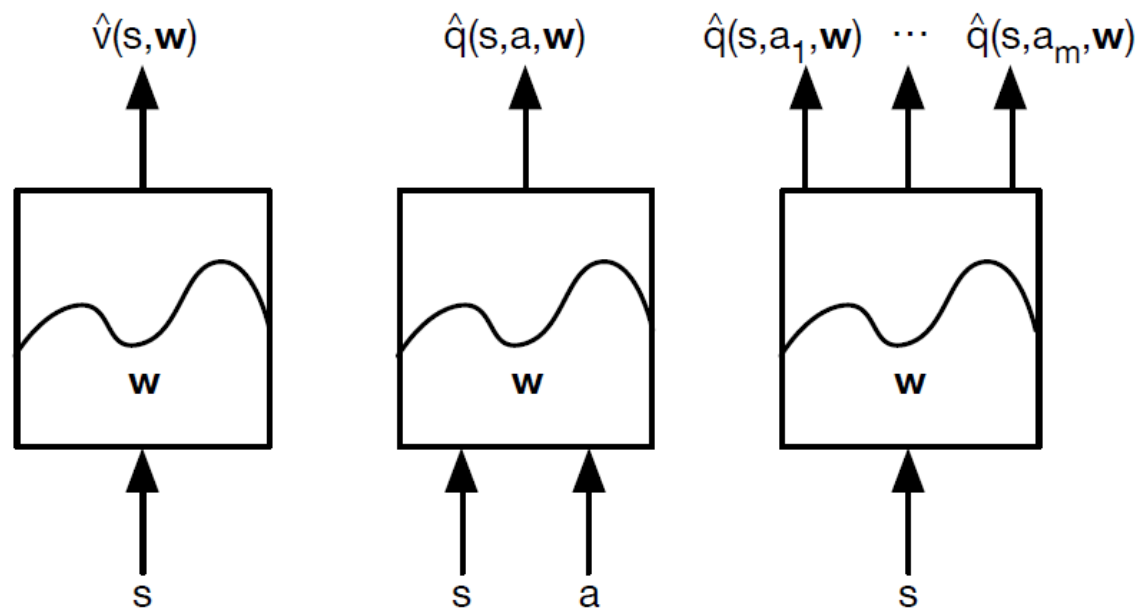 v̂(s,w) q̂(s,a,w) q̂(s,a₁,w) ... q̂(s,aₘ,w)
w w w
s s a s